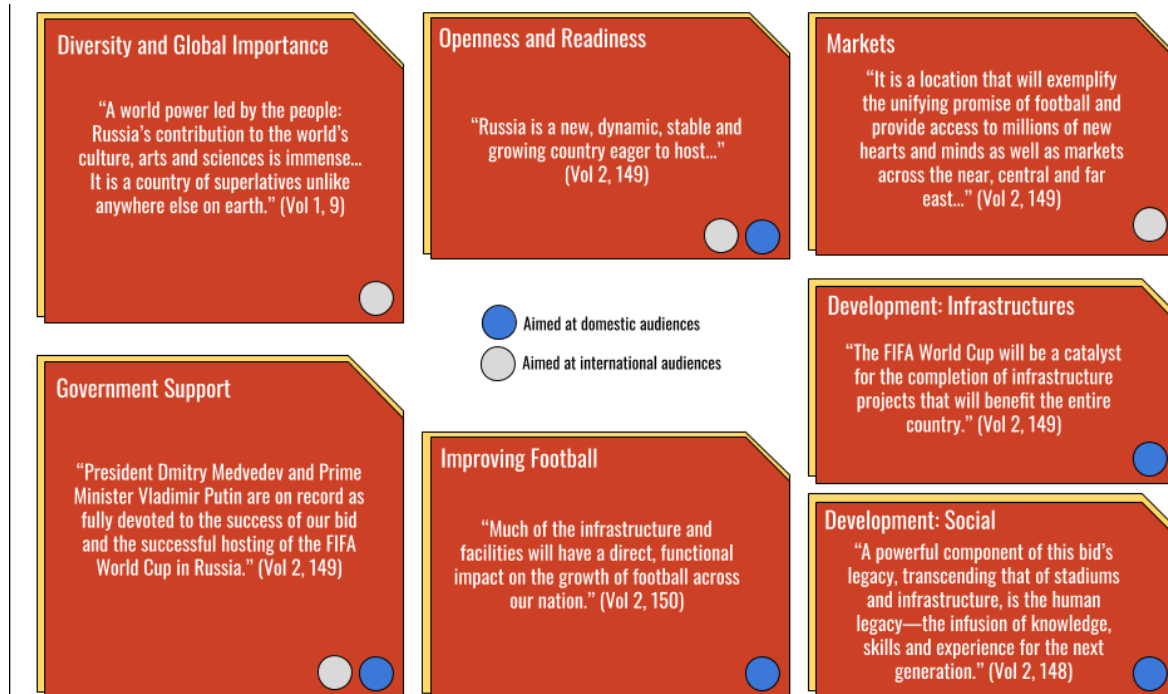 Diversity and Global Importance
“A world power led by the people:
Russia’s contribution to the world’s
culture, arts and sciences is immense...
It is a country of superlatives unlike
anywhere else on earth.” (Vol 1, 9)
Openness and Readiness
“Russia is a new, dynamic, stable and
growing country eager to host...”
(Vol 2, 149)
Markets
“It is a location that will exemplify
the unifying promise of football and
provide access to millions of new
hearts and minds as well as markets
across the near, central and far
east...” (Vol 2, 149)
Aimed at domestic audiences
Aimed at international audiences
Government Support
“President Dmitry Medvedev and Prime
Minister Vladimir Putin are on record as
fully devoted to the success of our bid
and the successful hosting of the FIFA
World Cup in Russia.” (Vol 2, 149)
Improving Football
“Much of the infrastructure and
facilities will have a direct, functional
impact on the growth of football across
our nation.” (Vol 2, 150)
Development: Infrastructures
“The FIFA World Cup will be a catalyst
for the completion of infrastructure
projects that will benefit the entire
country.” (Vol 2, 149)
Development: Social
“A powerful component of this bid’s
legacy, transcending that of stadiums
and infrastructure, is the human
legacy—the infusion of knowledge,
skills and experience for the next
generation.” (Vol 2, 148)